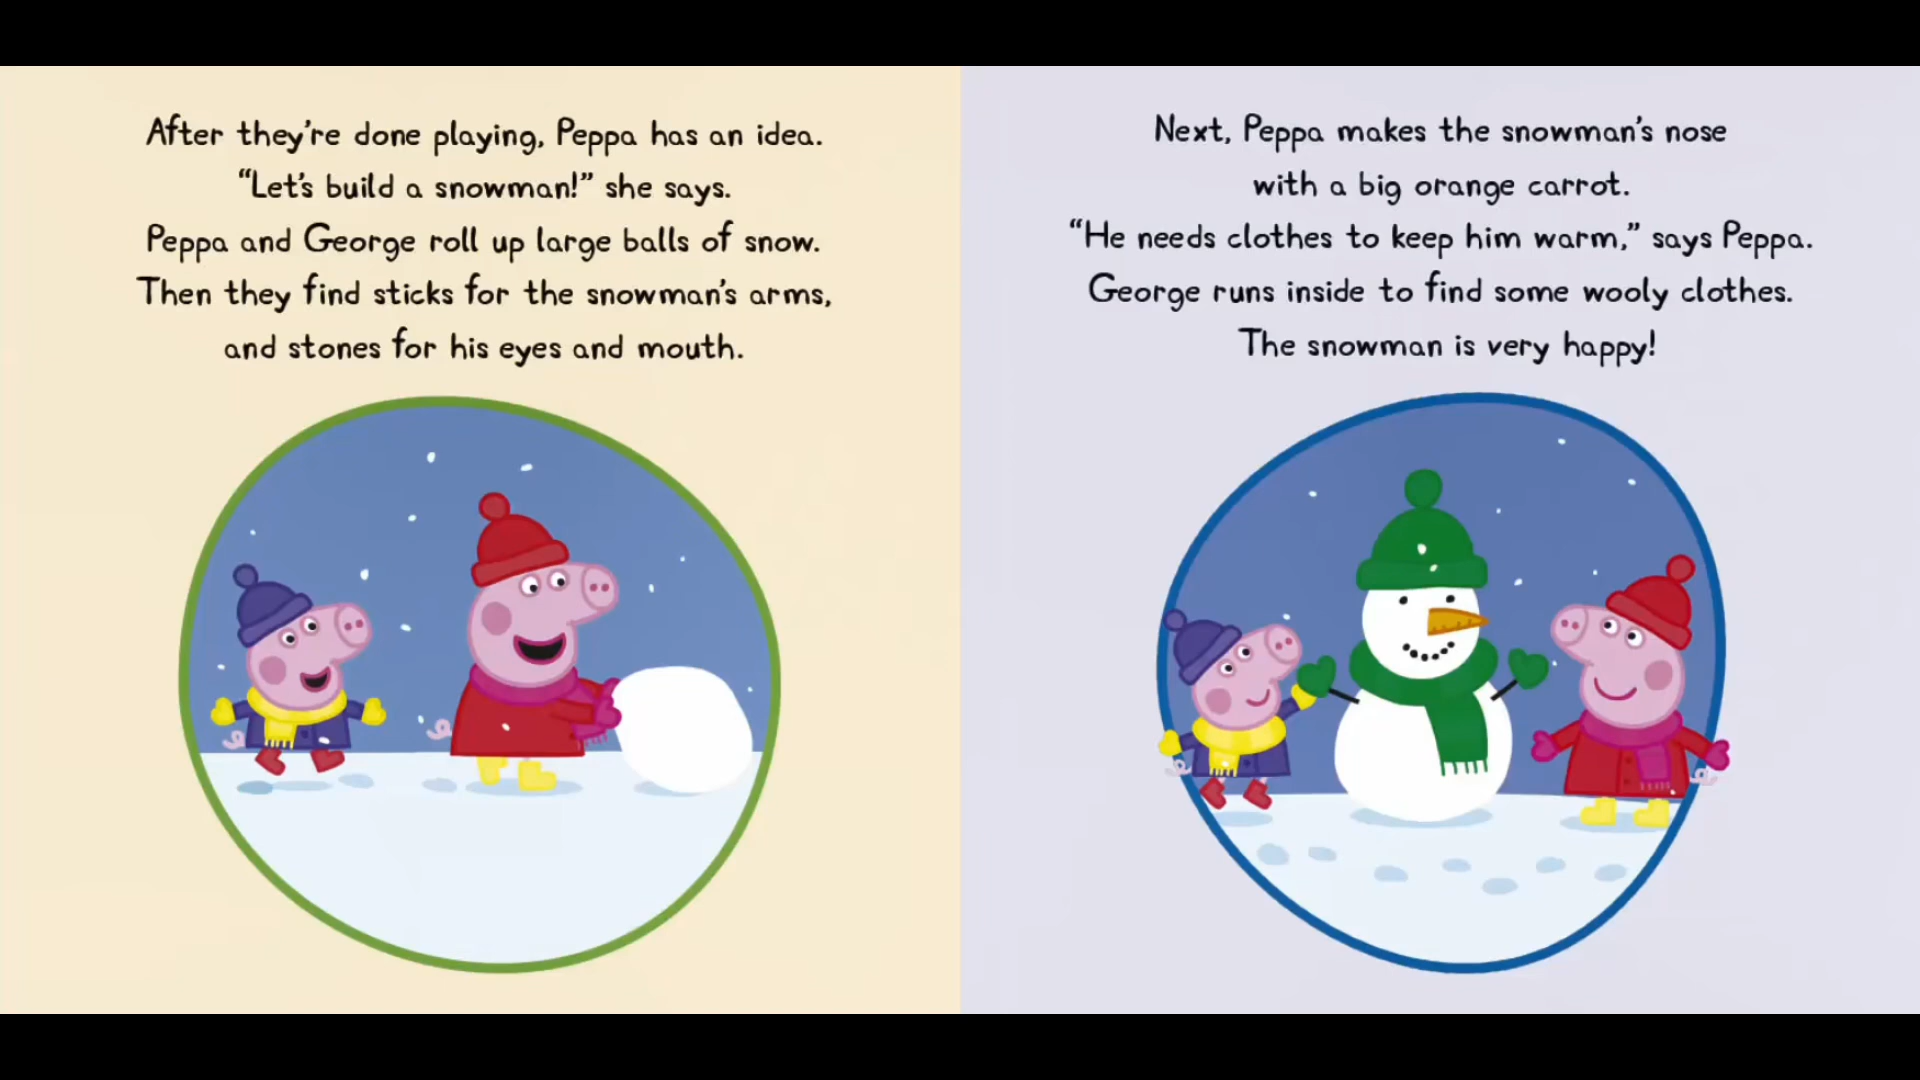 After they're done playing, Peppa has an idea.
“Let's build a snowman!” she says.
Peppa and George roll up large balls of snow.
Then they find sticks for the snowman's arms,
and stones for his eyes and mouth.
Next, Peppa makes the snowman's nose
with a big orange carrot.
“He needs clothes to keep him warm,” says Peppa.
George runs inside to find some wooly clothes.
The snowman is very happy!